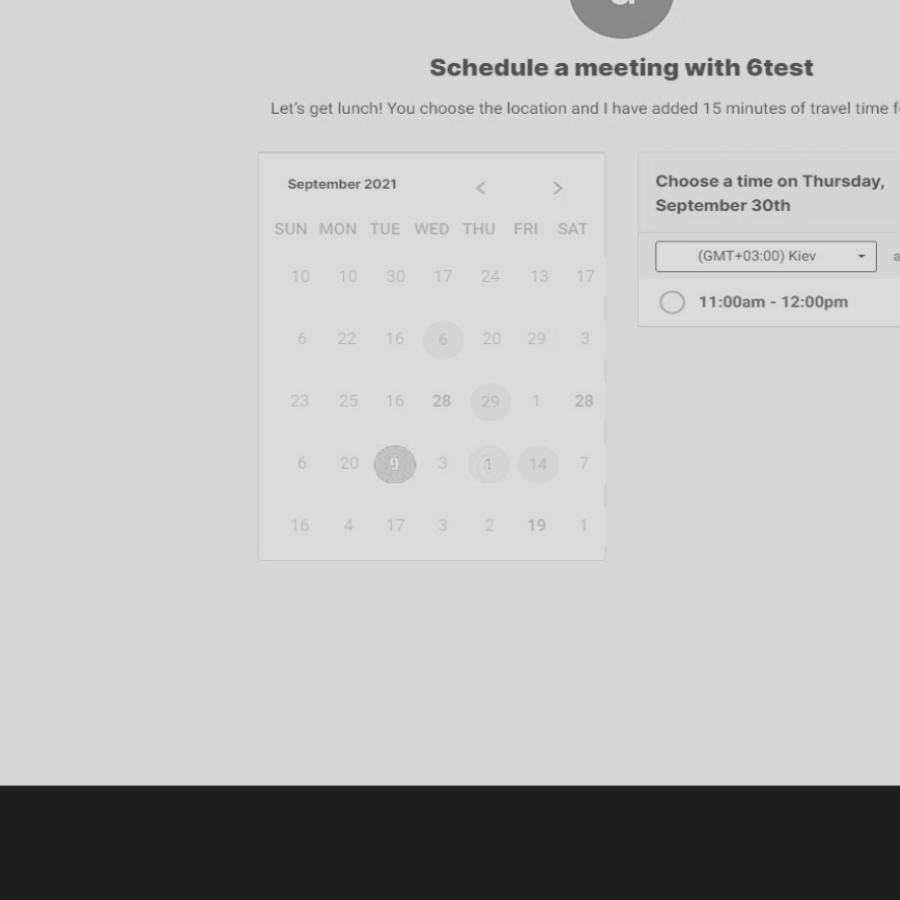 Schedule a meeting with 6test
Let's get lunch! You choose the location and I have added 15 minutes of travel time
September 2021
SUN MON TUE WED THU FRI SAT
10 10 30 17 24 13 17
6 22 16 6 20 29 3
23 25 16 28 29 1 28
6 20 9 3 1 14 7
16 4 17 3 2 19 1
Choose a time on Thursday,
September 30th
(GMT+03:00) Kiev
11:00am - 12:00pm